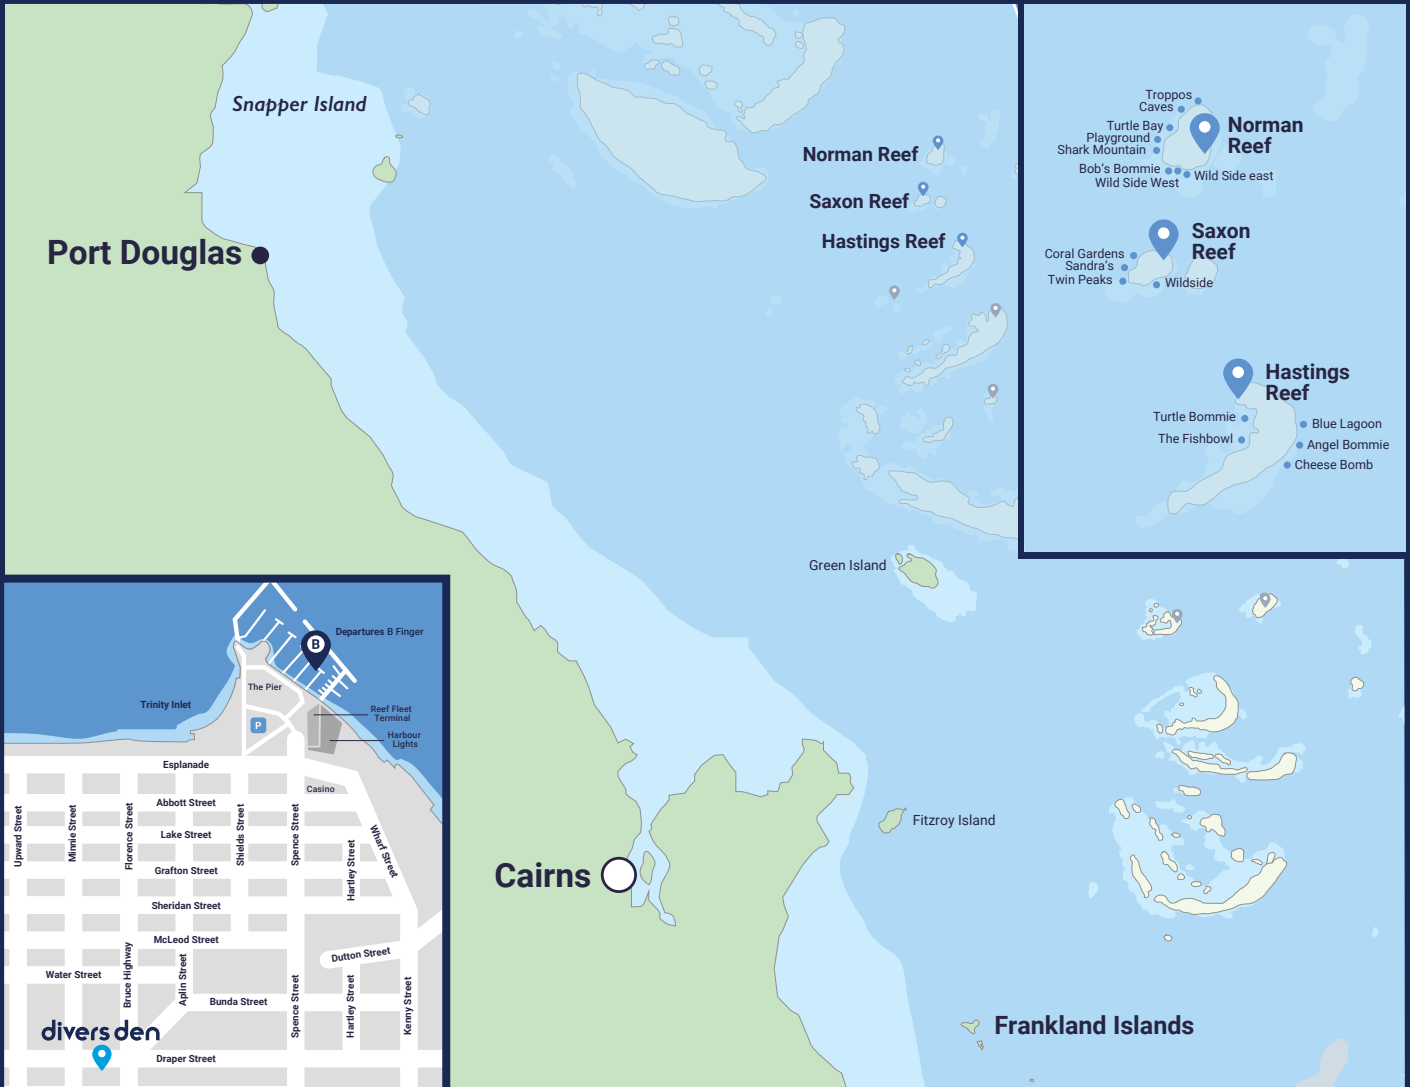 Snapper Island
Norman Reef
Saxon Reef
Hastings Reef
Port Douglas
Green Island
Fitzroy Island
Cairns
Frankland Islands
Troppos
Caves
Turtle Bay
Playground
Shark Mountain
Bob's Bommie
Wild Side West
Wild Side east
Norman
Reef
Saxon
Reef
Coral Gardens
Sandra's
Twin Peaks
Wildside
Hastings
Reef
Turtle Bommie
The Fishbowl
Blue Lagoon
Angel Bommie
Cheese Bomb
B
Departures B Finger
The Pier
Trinity Inlet
P
Reef Fleet
Terminal
Harbour
Lights
Esplanade
Casino
Abbott Street
Lake Street
Grafton Street
Sheridan Street
McLeod Street
Water Street
Bunda Street
Draper Street
Dutton Street
Upward Street
Minnie Street
Florence Street
Shields Street
Spence Street
Hartley Street
Wharf Street
Bruce Highway
Aplin Street
Spence Street
Hartley Street
Kenny Street
divers den